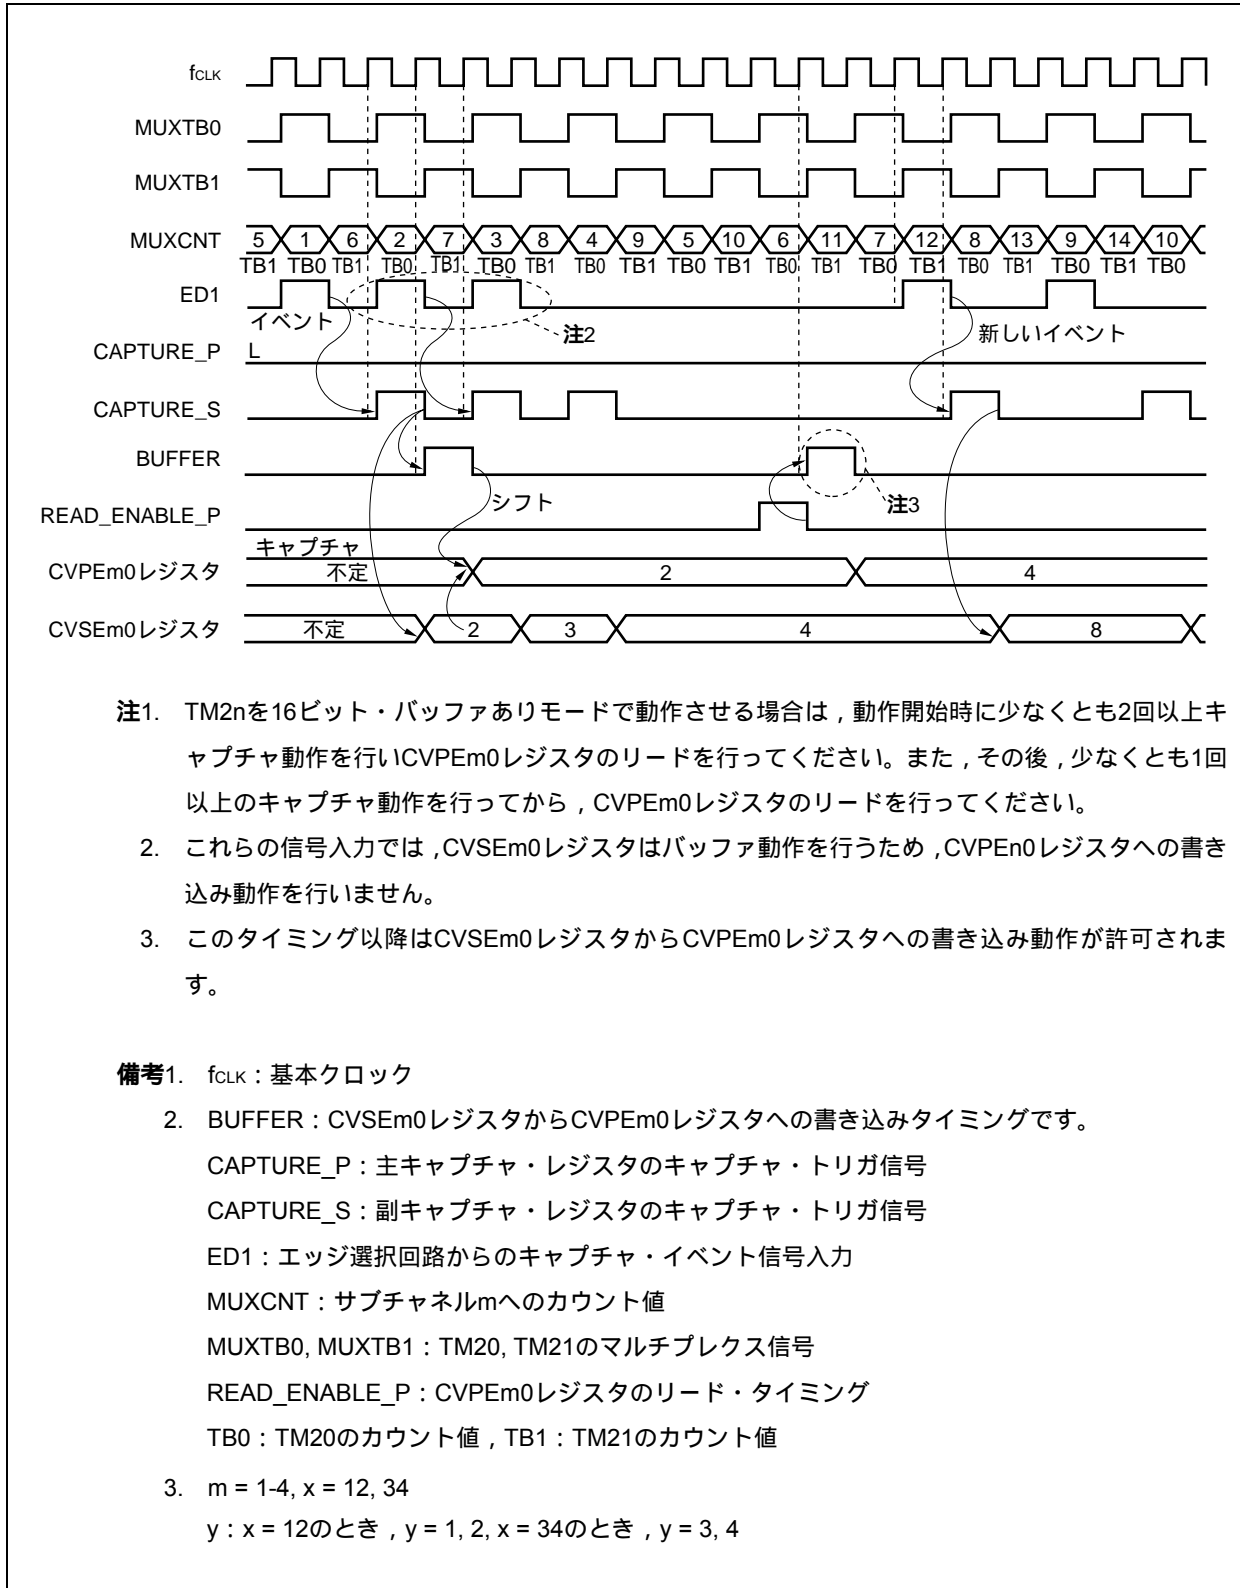 fCLK
MUXTB0
MUXTB1
MUXCNT 5 1 6 2 7 3 8 4 9 5 10 6 11 7 12 8 13 9 14 10
TB1 TB0 TB1 TB0 TB1 TB0 TB1 TB0 TB1 TB0 TB1 TB0 TB1 TB0 TB1 TB0 TB1 TB0 TB1 TB0
ED1
イベント 注2 新しいイベント
CAPTURE_P L
CAPTURE_S
BUFFER
シフト 注3
READ_ENABLE_P
キャプチャ
CVPEm0レジスタ 不定 2 4
CVSEm0レジスタ 不定 2 3 4 8
注1. TM2nを16ビット・バッファありモードで動作させる場合は，動作開始時に少なくとも2回以上キ
ャプチャ動作を行いCVPEm0レジスタのリードを行ってください。また，その後，少なくとも1回
以上のキャプチャ動作を行ってから，CVPEm0レジスタのリードを行ってください。
2. これらの信号入力では，CVSEm0レジスタはバッファ動作を行うため，CVPEn0レジスタへの書き
込み動作を行いません。
3. このタイミング以降はCVSEm0レジスタからCVPEm0レジスタへの書き込み動作が許可されま
す。
備考1. fCLK：基本クロック
2. BUFFER：CVSEm0レジスタからCVPEm0レジスタへの書き込みタイミングです。
CAPTURE_P：主キャプチャ・レジスタのキャプチャ・トリガ信号
CAPTURE_S：副キャプチャ・レジスタのキャプチャ・トリガ信号
ED1：エッジ選択回路からのキャプチャ・イベント信号入力
MUXCNT：サブチャネルmへのカウント値
MUXTB0, MUXTB1：TM20, TM21のマルチプレクス信号
READ_ENABLE_P：CVPEm0レジスタのリード・タイミング
TB0：TM20のカウント値，TB1：TM21のカウント値
3. m = 1-4, x = 12, 34
y：x = 12のとき，y = 1, 2, x = 34のとき，y = 3, 4